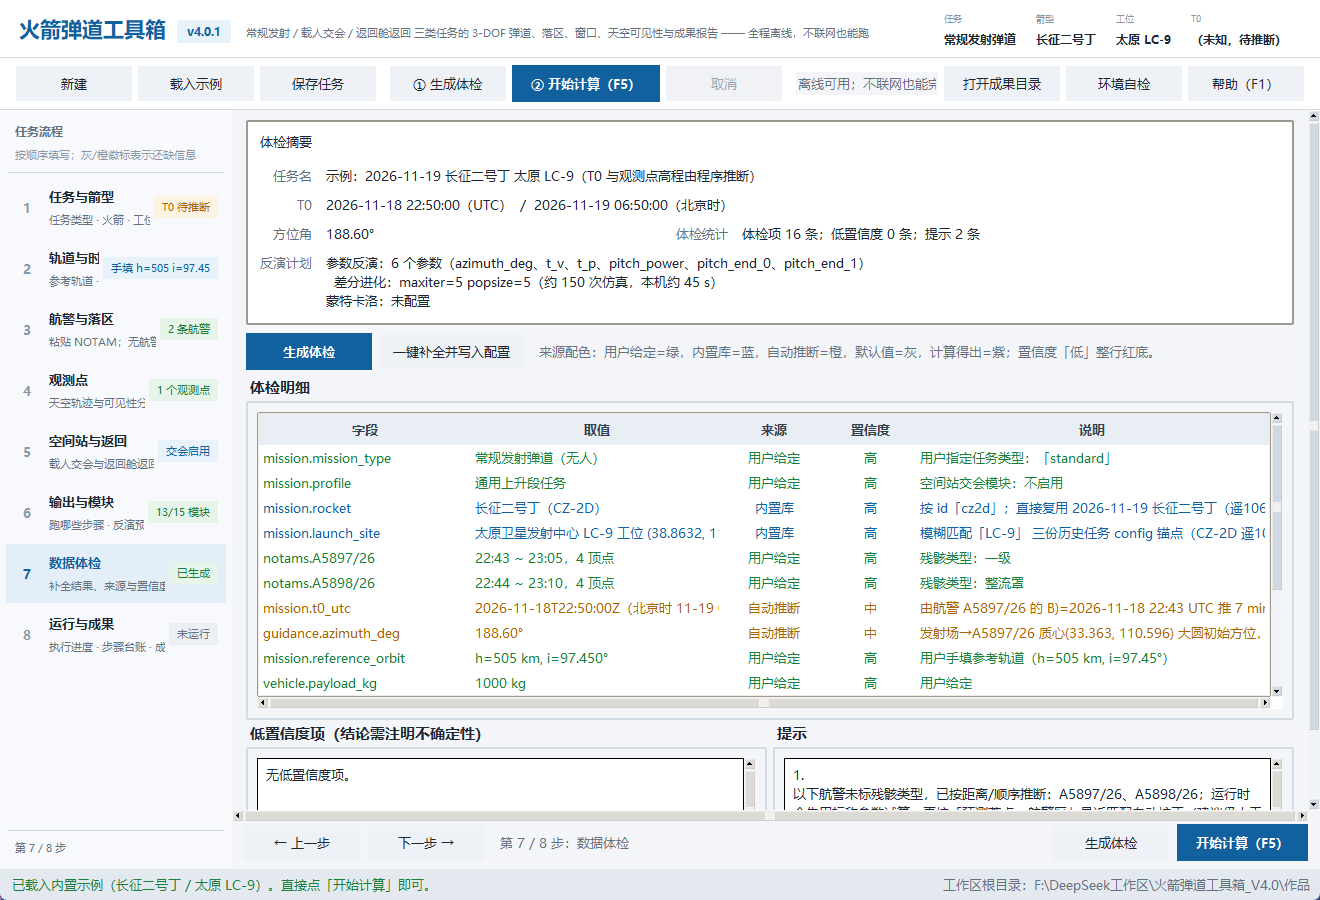 火箭弹道工具箱 v4.0.1 常规发射 / 载人交会 / 返回舱返回 三类任务的 3-DOF 弹道、落区、窗口、天空可见性与成果报告 —— 全程离线，不联网也能跑
任务 箭型 工位 T0
常规发射弹道 长征二号丁 太原 LC-9 (未知，待推断)
新建 载入示例 保存任务 ① 生成体检 ② 开始计算（F5） 取消 离线可用；不联网也能完 打开成果目录 环境自检 帮助（F1）
任务流程
按顺序填写；灰/橙徽标表示还缺信息
1 任务与箭型 T0 待推断
任务类型 · 火箭 · 工位
2 轨道与时 手填 h=505 i=97.45
参考轨道 ·
3 航警与落区 2 条航警
粘贴 NOTAM；无航警
4 观测点 1 个观测点
天空轨迹与可见性分
5 空间站与返回 交会启用
载人交会与返回舱返回
6 输出与模块 13/15 模块
跑哪些步骤 · 反演预
7 数据体检 已生成
补全结果、来源与置信度
8 运行与成果 未运行
执行进度 · 步骤台账 · 成
第 7 / 8 步
体检摘要
任务名 示例：2026-11-19 长征二号丁 太原 LC-9（T0 与观测点高程由程序推断）
T0 2026-11-18 22:50:00（UTC） / 2026-11-19 06:50:00（北京时）
方位角 188.60° 体检统计 体检项 16 条；低置信度 0 条；提示 2 条
反演计划 参数反演：6 个参数（azimuth_deg、t_v、t_p、pitch_power、pitch_end_0、pitch_end_1）
差分进化：maxiter=5 popsize=5（约 150 次仿真，本机约 45 s）
蒙特卡洛：未配置
生成体检 一键补全并写入配置 来源配色：用户给定=绿，内置库=蓝，自动推断=橙，默认值=灰，计算得出=紫；置信度「低」整行红底。
体检明细
字段 取值 来源 置信度 说明
mission.mission_type 常规发射弹道（无人） 用户给定 高 用户指定任务类型：「standard」
mission.profile 通用上升段任务 用户给定 高 空间站交会模块：不启用
mission.rocket 长征二号丁（CZ-2D） 内置库 高 按 id「cz2d」；直接复用 2026-11-19 长征二号丁（遥106
mission.launch_site 太原卫星发射中心 LC-9 工位 (38.8632, 1 内置库 高 模糊匹配「LC-9」 三份历史任务 config 锚点（CZ-2D 遥10
notams.A5897/26 22:43 ~ 23:05，4 顶点 用户给定 高 残骸类型：一级
notams.A5898/26 22:44 ~ 23:10，4 顶点 用户给定 高 残骸类型：整流罩
mission.t0_utc 2026-11-18T22:50:00Z（北京时 11-19 自动推断 中 由航警 A5897/26 的 B)=2026-11-18 22:43 UTC 推 7 min
guidance.azimuth_deg 188.60° 自动推断 中 发射场→A5897/26 质心(33.363, 110.596) 大圆初始方位，
mission.reference_orbit h=505 km, i=97.450° 用户给定 高 用户手填参考轨道（h=505 km, i=97.45°）
vehicle.payload_kg 1000 kg 用户给定 高 用户给定
低置信度项（结论需注明不确定性）
无低置信度项。
提示
1.
以下航警未标残骸类型，已按距离/顺序推断：A5897/26、A5898/26；运行时
← 上一步 下一步 → 第 7 / 8 步：数据体检 生成体检 开始计算（F5）
已载入内置示例（长征二号丁 / 太原 LC-9）。直接点「开始计算」即可。 工作区根目录：F:\DeepSeek工作区\火箭弹道工具箱_V4.0\作品